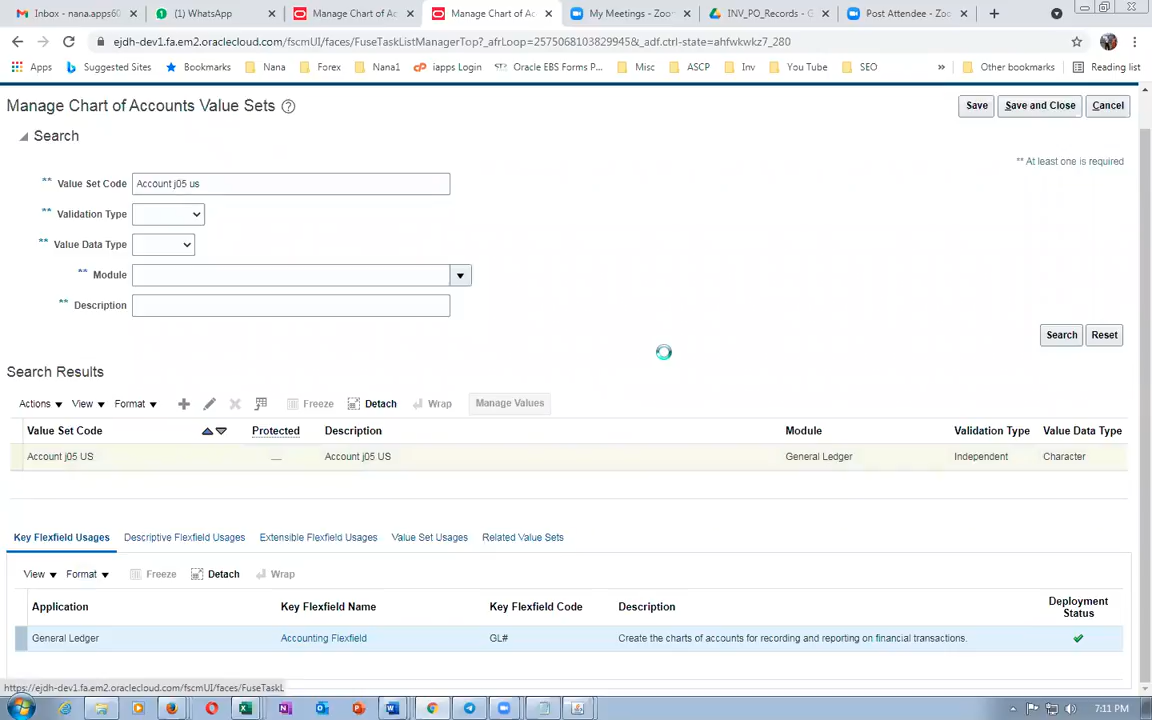 Inbox - nana.apps60
(1) WhatsApp
Manage Chart of Ac
Manage Chart of Ac
My Meetings - Zoo
INV_PO_Records - G
Post Attendee - Zoo
ejdh-dev1.fa.em2.oraclecloud.com/fscmUI/faces/FuseTaskListManagerTop?_afrLoop=2575068103829945&_adf.ctrl-state=ahfwkwkz7_280
Apps
Suggested Sites
Bookmarks
Nana
Forex
Nana1
iapps Login
Oracle EBS Forms P...
Misc
ASCP
Inv
You Tube
SEO
»
Other bookmarks
Reading list
Manage Chart of Accounts Value Sets ?
Save
Save and Close
Cancel
Search
** At least one is required
** Value Set Code Account j05 us
** Validation Type
** Value Data Type
** Module
** Description
Search
Reset
Search Results
Actions
View
Format
Freeze
Detach
Wrap
Manage Values
Value Set Code
Protected
Description
Module
Validation Type
Value Data Type
Account j05 US
—
Account j05 US
General Ledger
Independent
Character
Key Flexfield Usages
Descriptive Flexfield Usages
Extensible Flexfield Usages
Value Set Usages
Related Value Sets
View
Format
Freeze
Detach
Wrap
Application
Key Flexfield Name
Key Flexfield Code
Description
Deployment
Status
General Ledger
Accounting Flexfield
GL#
Create the charts of accounts for recording and reporting on financial transactions.
https://ejdh-dev1.fa.em2.oraclecloud.com/fscmUI/faces/FuseTaskL
7:11 PM